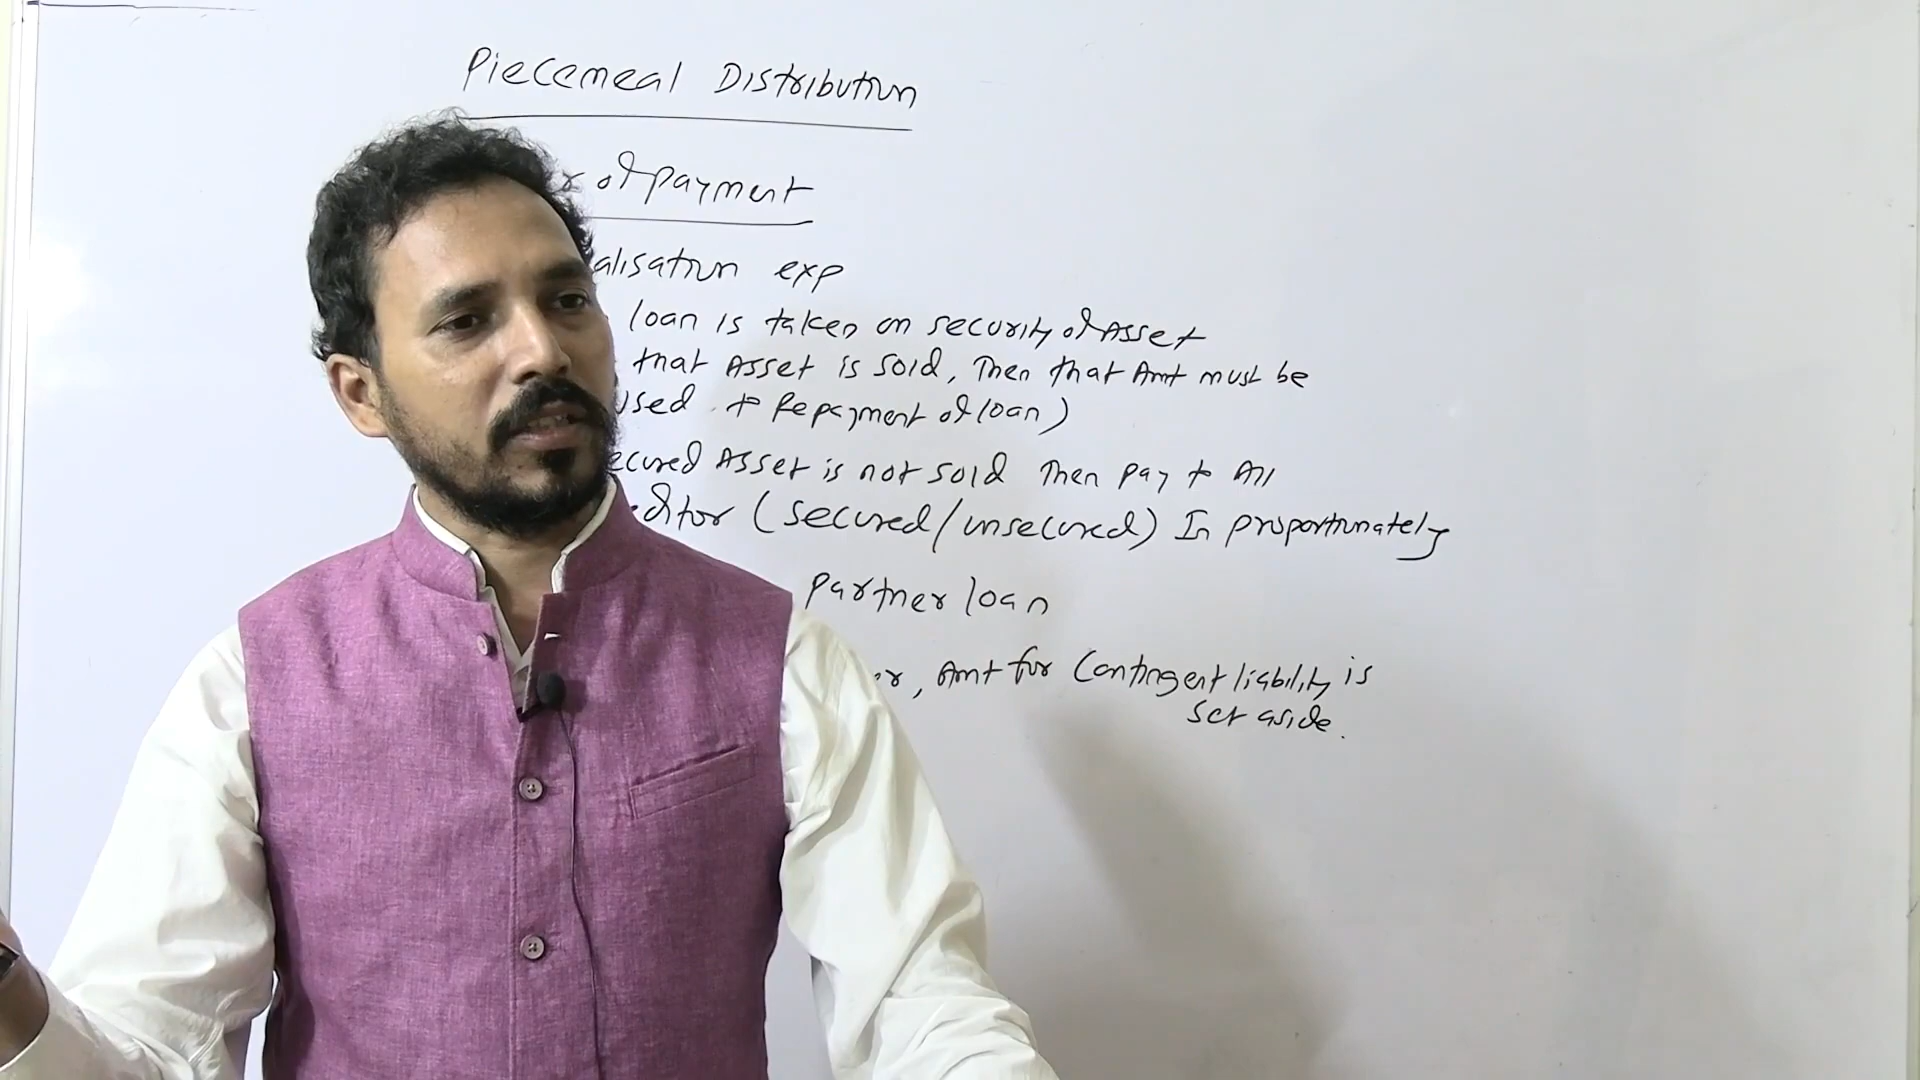 Piecemeal Distribution
r of payment
alisation exp
loan is taken on security of Asset
that Asset is sold, Then that Amt must be
used to Repayment of loan)
ecured Asset is not sold Then pay to All
editor (secured/unsecured) In proportionately
partner loan
er, Amt for Contingent liability is
set aside.